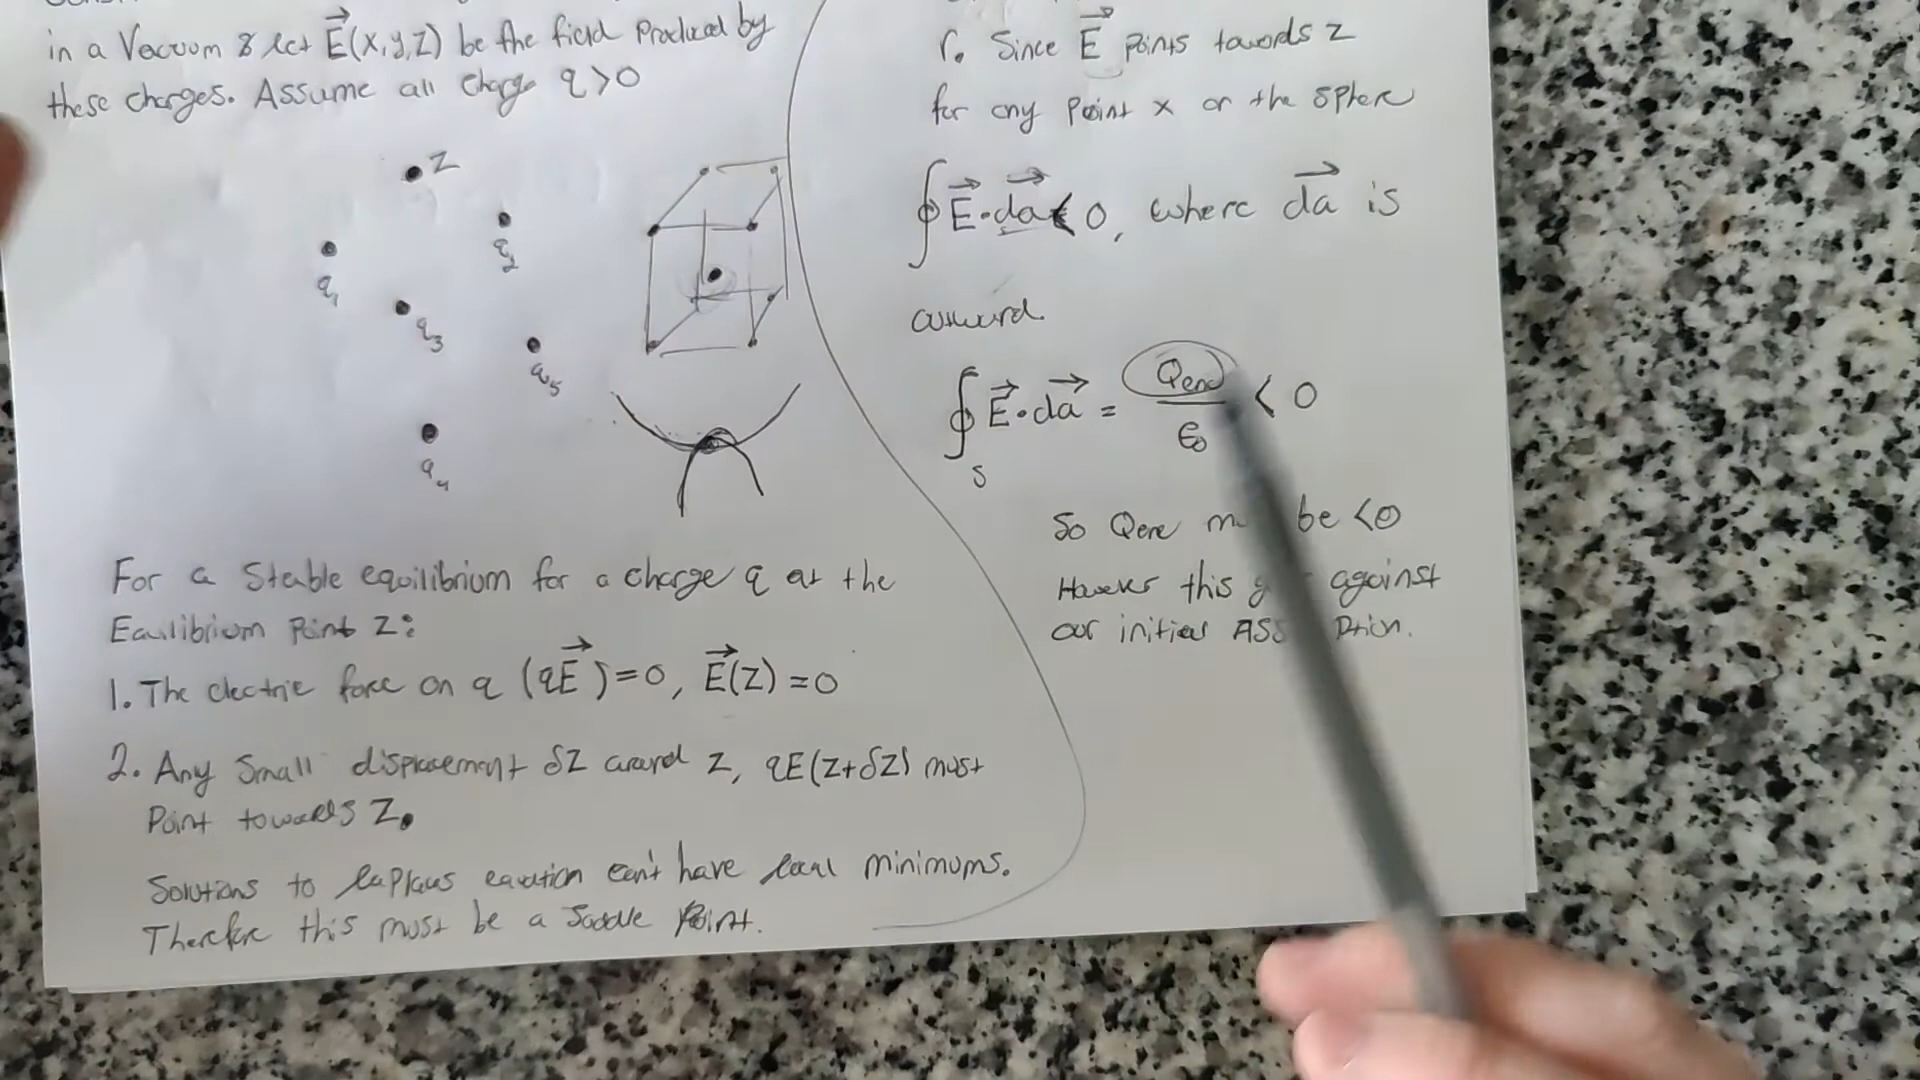 in a Vacuum & let E(x,y,z) be the field Produced by
these charges. Assume all charge q>0
z
q₁
q₂
q₃
q₅
q₄
For a Stable equilibrium for a charge q at the
Equilibrium Point z:
1. The electric force on q (qE)=0, E(z)=0
2. Any Small displacement δz around z, qE(z+δz) must
Point towards z.
Solutions to Laplaces equation can't have local minimums.
Therefore this must be a Saddle Point.
r. Since E points towards z
for any Point x on the sphere
∮E·da<0, where da is
outward.
∮E·da = Qenc/ε₀ < 0
S
So Qenc be <0
However this against
our initial